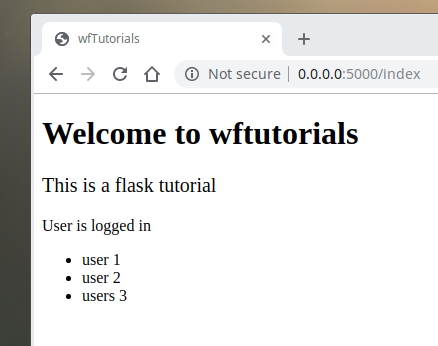 wfTutorials
Not secure | 0.0.0.0:5000/index
Welcome to wftutorials
This is a flask tutorial
User is logged in
user 1
user 2
users 3